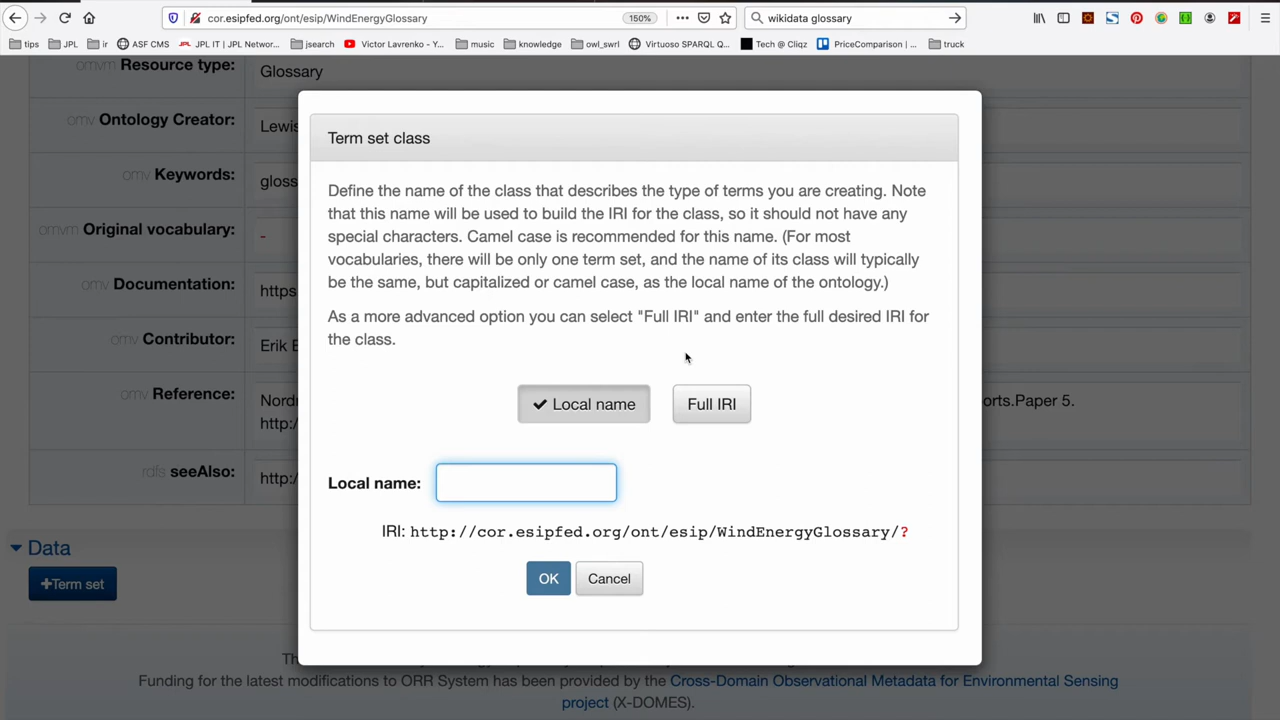 cor.esipfed.org/ont/esip/WindEnergyGlossary
150%
wikidata glossary
tips
JPL
ir
ASF CMS
JPL IT | JPL Networ...
jsearch
Victor Lavrenko - Y...
music
knowledge
owl_swrl
Virtuoso SPARQL Q...
Tech @ Cliqz
PriceComparison | ...
truck
omvm Resource type: Glossary
omv Ontology Creator: Lewis
omv Keywords: gloss
omvm Original vocabulary: -
omv Documentation: https
omv Contributor: Erik B
omv Reference: Nordr orts.Paper 5.
http:/
rdfs seeAlso: http:/
Term set class
Define the name of the class that describes the type of terms you are creating. Note
that this name will be used to build the IRI for the class, so it should not have any
special characters. Camel case is recommended for this name. (For most
vocabularies, there will be only one term set, and the name of its class will typically
be the same, but capitalized or camel case, as the local name of the ontology.)
As a more advanced option you can select "Full IRI" and enter the full desired IRI for
the class.
Local name
Full IRI
Local name:
IRI: http://cor.esipfed.org/ont/esip/WindEnergyGlossary/?
OK
Cancel
Data
+Term set
Th
Funding for the latest modifications to ORR System has been provided by the Cross-Domain Observational Metadata for Environmental Sensing
project (X-DOMES).